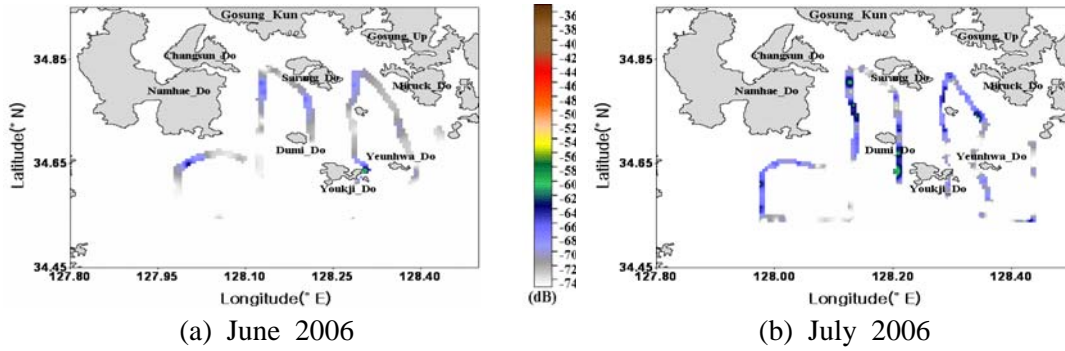 Gosung_Kun
Gosung_Up
Changsun_Do
Sarang_Do
Namhae_Do
Miruck_Do
Dumi_Do
Yeunhwa_Do
Youkji_Do
34.85
34.65
34.45
Latitude(° N)
127.80
127.95
128.10
128.25
128.40
Longitude(° E)
(a) June 2006
-36
-38
-40
-42
-44
-46
-48
-50
-52
-54
-56
-58
-60
-62
-64
-66
-68
-70
-72
-74
(dB)
Gosung_Kun
Gosung_Up
Changsun_Do
Sarang_Do
Namhae_Do
Miruck_Do
Dumi_Do
Yeunhwa_Do
Youkji_Do
34.85
34.65
34.45
Latitude(° N)
127.80
128.00
128.20
128.40
Longitude(° E)
(b) July 2006